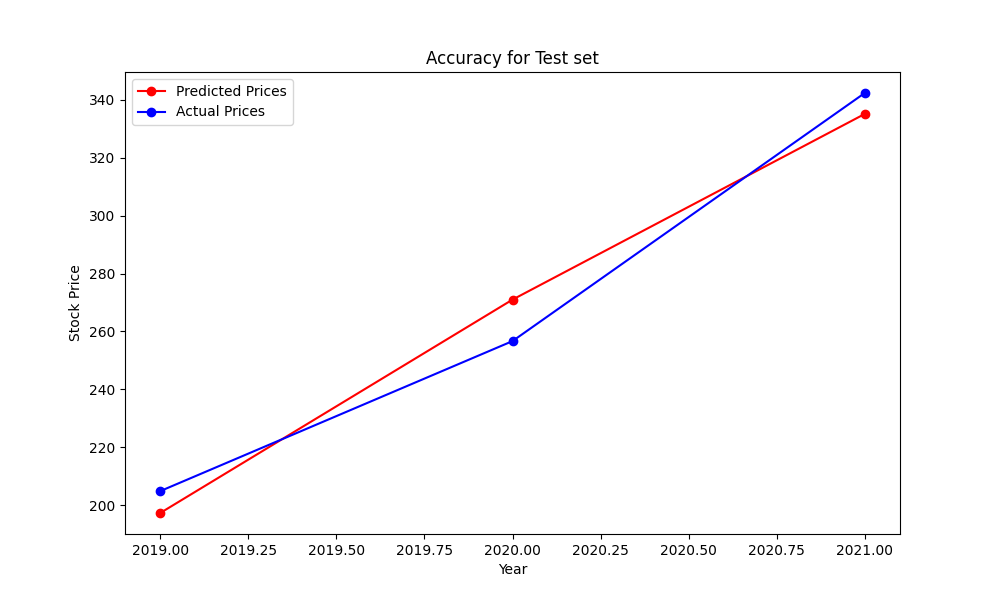 Accuracy for Test set
Predicted Prices
Actual Prices
340
320
300
280
260
240
220
200
Stock Price
2019.00 2019.25 2019.50 2019.75 2020.00 2020.25 2020.50 2020.75 2021.00
Year